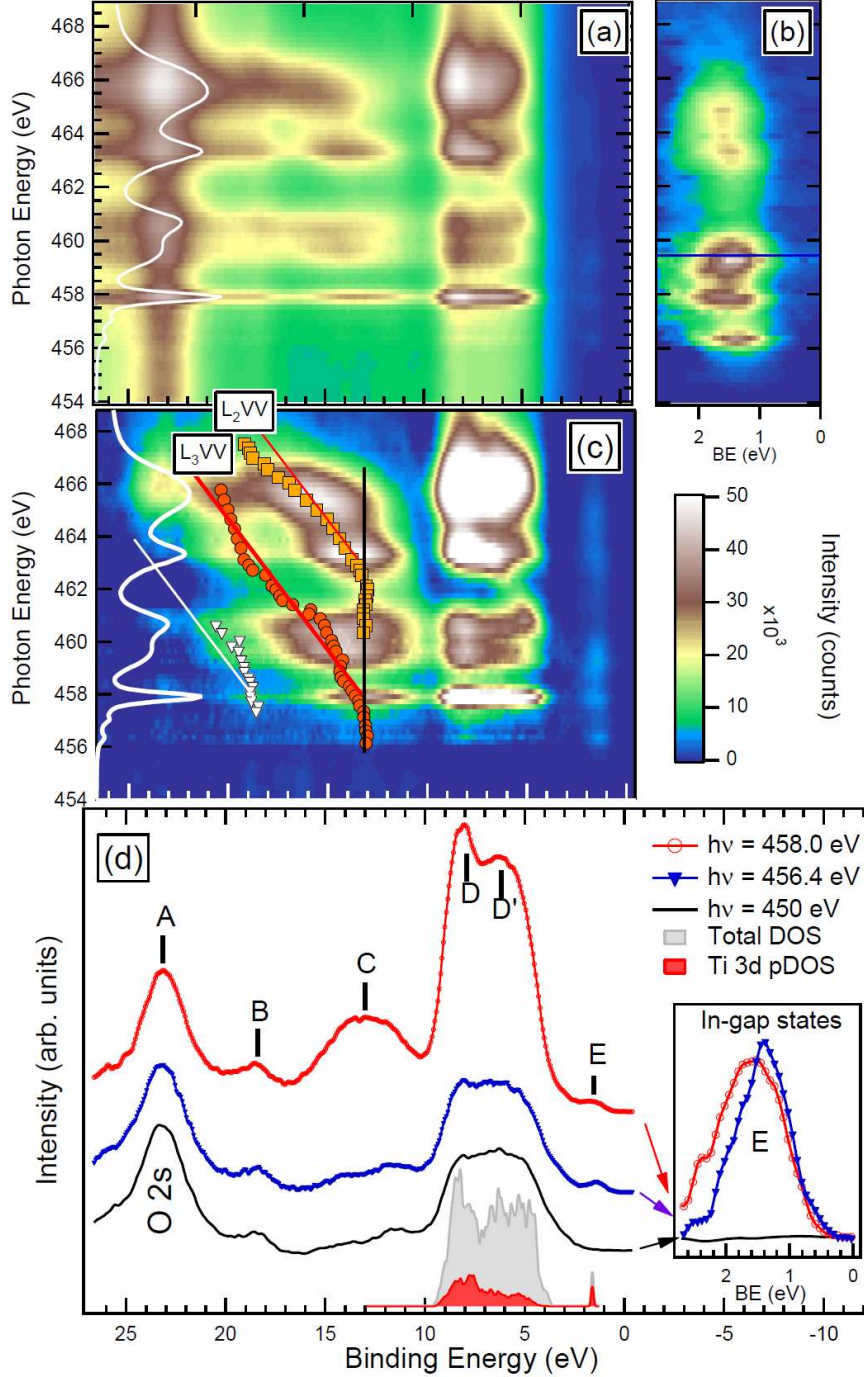 (a)
468
466
464
462
460
458
456
454
Photon Energy (eV)
(b)
2 1 0
BE (eV)
(c)
L2VV
L3VV
468
466
464
462
460
458
456
454
Photon Energy (eV)
50
40
30
20
10
0
x10^3
Intensity (counts)
(d)
hν = 458.0 eV
hν = 456.4 eV
hν = 450 eV
Total DOS
Ti 3d pDOS
A
B
C
D
D'
E
O 2s
Intensity (arb. units)
In-gap states
E
2 1 0
BE (eV)
25 20 15 10 5 0 -5 -10
Binding Energy (eV)